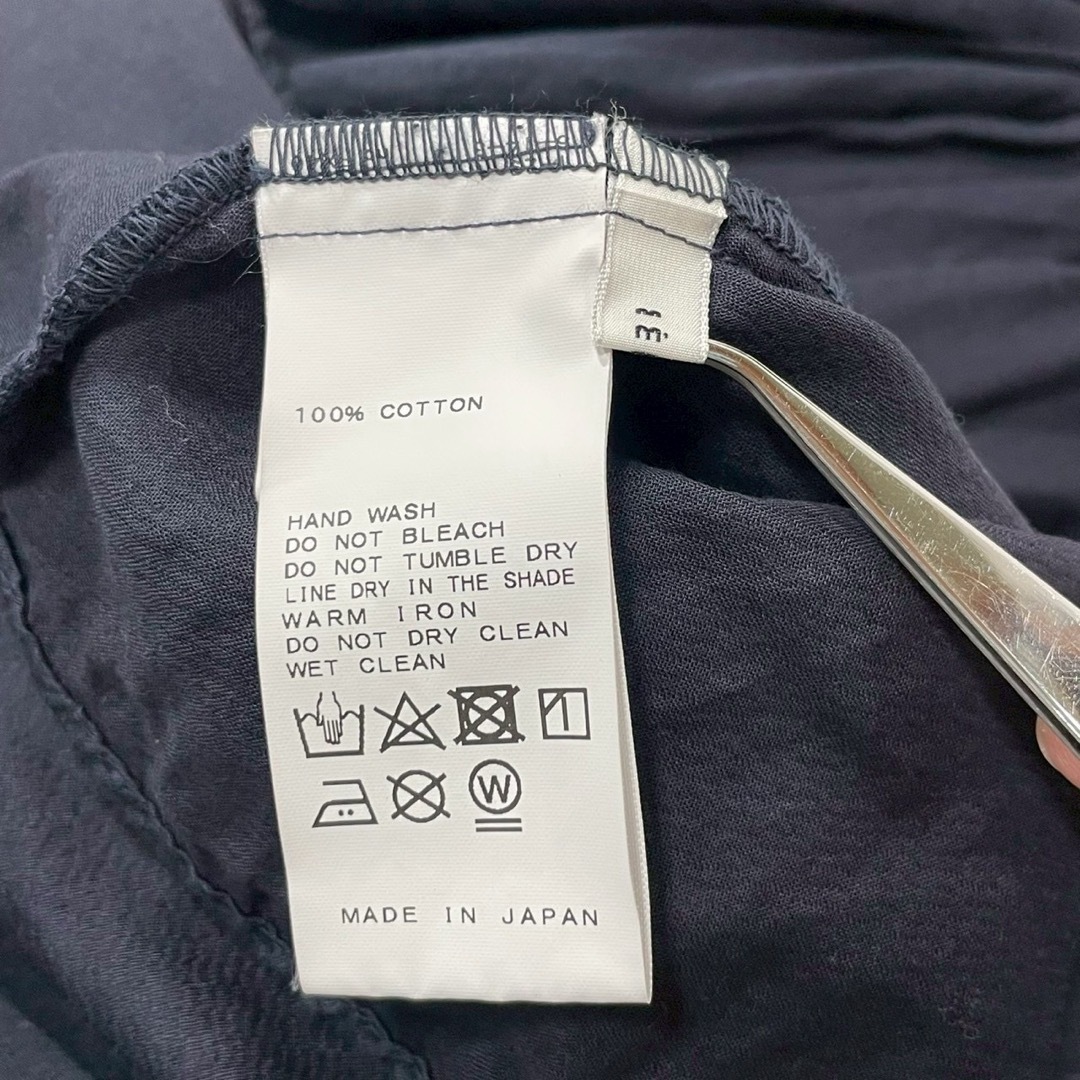 100% COTTON
HAND WASH
DO NOT BLEACH
DO NOT TUMBLE DRY
LINE DRY IN THE SHADE
WARM IRON
DO NOT DRY CLEAN
WET CLEAN
W
MADE IN JAPAN